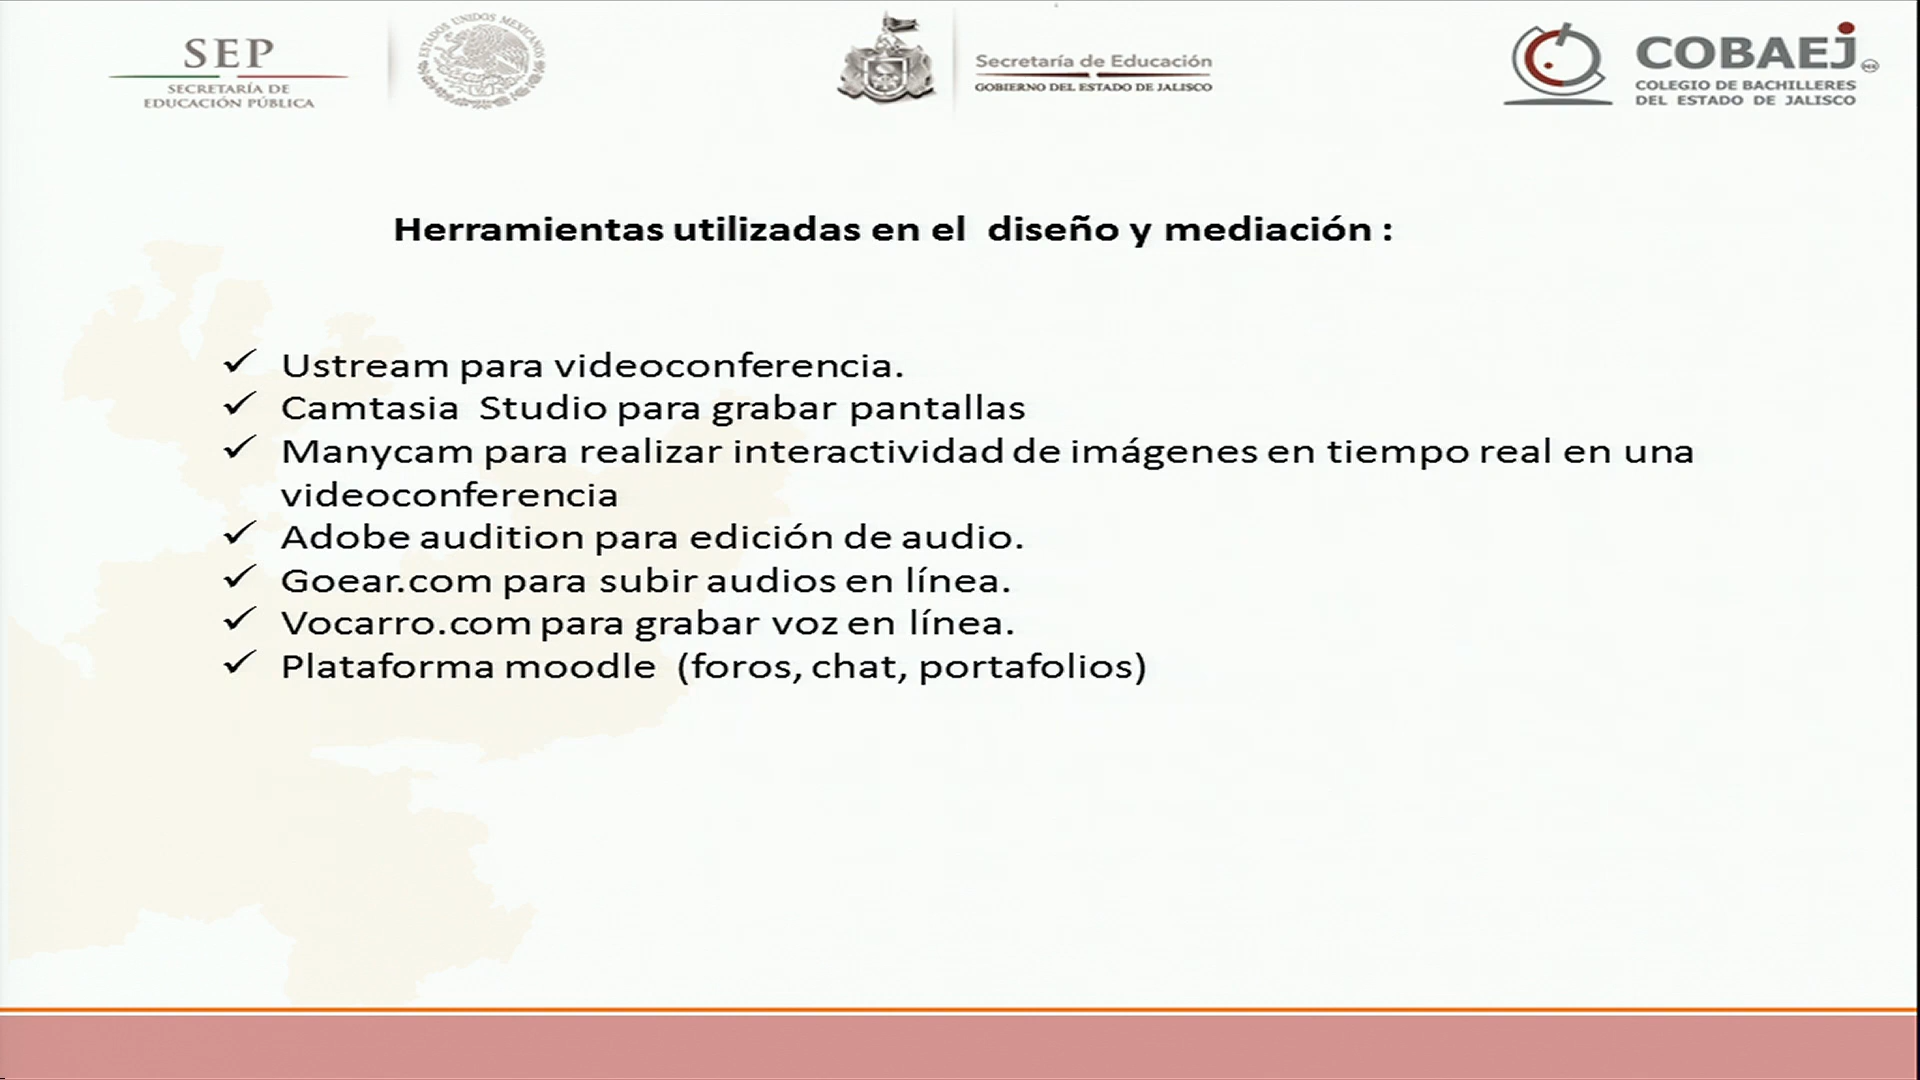 SEP
SECRETARÍA DE
EDUCACIÓN PÚBLICA
ESTADOS UNIDOS MEXICANOS
Secretaría de Educación
GOBIERNO DEL ESTADO DE JALISCO
COBAEJ
COLEGIO DE BACHILLERES
DEL ESTADO DE JALISCO
Herramientas utilizadas en el diseño y mediación :
✓ Ustream para videoconferencia.
✓ Camtasia Studio para grabar pantallas
✓ Manycam para realizar interactividad de imágenes en tiempo real en una
videoconferencia
✓ Adobe audition para edición de audio.
✓ Goear.com para subir audios en línea.
✓ Vocarro.com para grabar voz en línea.
✓ Plataforma moodle (foros, chat, portafolios)